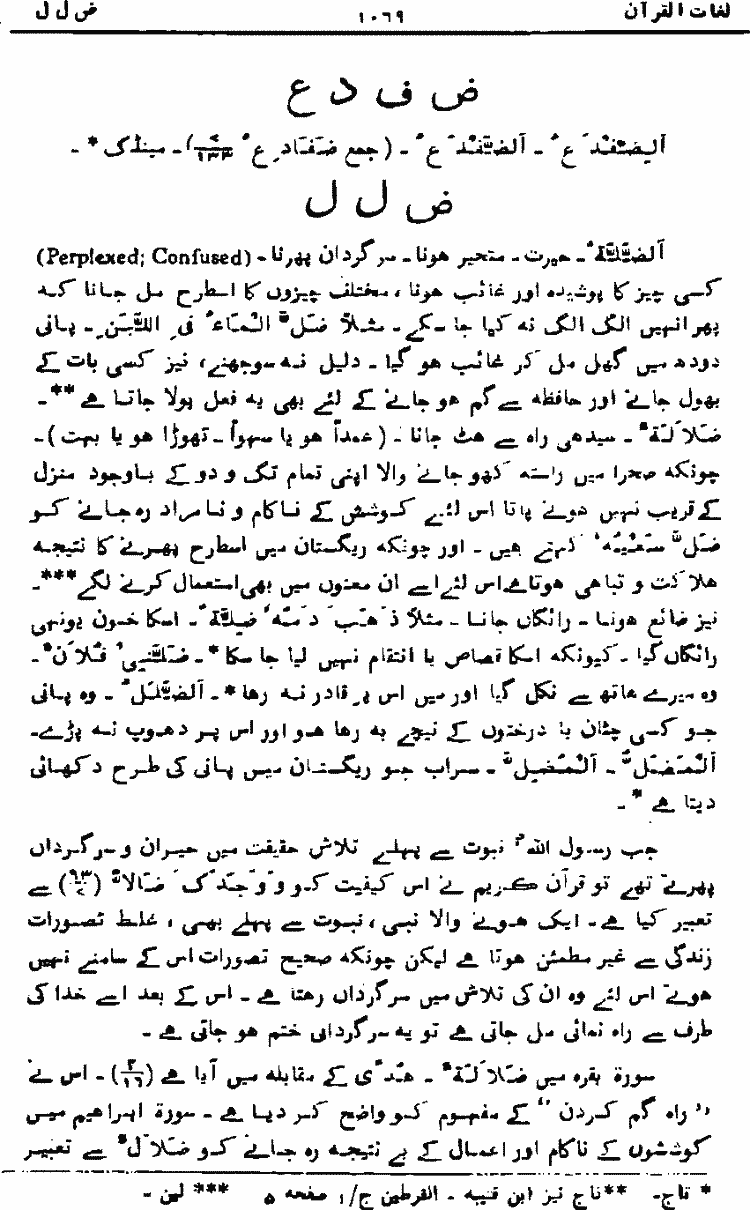 لغات القرآن ۱۰٦۹ ض ل ل
ض ف د ع
اَلضِّفْدَعُ ۔ اَلضَّفْدَعُ ۔ (جمع ضَفَادِعُ ۷/۱۳۳)۔ مینڈک * ۔
ض ل ل
اَلضَّلَّةُ ۔ حیرت ۔ متحیر ہونا ۔ سرگردان پھرنا ۔ (Perplexed; Confused)
کسی چیز کا پوشیدہ اور غائب ہونا ، مختلف چیزوں کا اسطرح مل جانا کہ
پھر انہیں الگ الگ نہ کیا جا سکے ۔ مثلاً ضَلَّ الْمَاءُ فِی اللَّبَنِ ۔ پانی
دودھ میں گھل مل کر غائب ہو گیا ۔ دلیل نہ سوجھنے، نیز کسی بات کے
بھول جانے اور حافظہ سے گم ہو جانے کے لئے بھی یہ فعل بولا جاتا ہے ** ۔
ضَلَالَةٌ ۔ سیدھی راہ سے ہٹ جانا ۔ (عمداً ہو یا سہواً ۔ تھوڑا ہو یا بہت) ۔
چونکہ صحرا میں راستہ کھو جانے والا اپنی تمام تگ و دو کے باوجود منزل
کے قریب نہیں ہونے پاتا اس لئے کوشش کے ناکام و نامراد رہ جانے کو
ضَلَّ سَعْیُہٗ کہتے ہیں ۔ اور چونکہ ریگستان میں اسطرح پھرنے کا نتیجہ
ہلاکت و تباہی ہوتا ہے اس لئے اسے ان معنوں میں بھی استعمال کرنے لگے *** ۔
نیز ضائع ہونا ۔ رائگاں جانا ۔ مثلاً ذَهَبَ دَمُهُ ضِلَّةً ۔ اسکا خون یونہی
رائگاں گیا ۔ کیونکہ اسکا قصاص یا انتقام نہیں لیا جا سکا * ۔ ضَلَّنِیْ فُلَانٌ ۔
وہ میرے ہاتھ سے نکل گیا اور میں اس پر قادر نہ رہا * ۔ اَلضَّلَلُ ۔ وہ پانی
جو کسی چٹان یا درختوں کے نیچے بہ رہا ہو اور اس پر دھوپ نہ پڑے ۔
اَلْمُضَلُّ ۔ اَلْمُضِلُّ ۔ سراب جو ریگستان میں پانی کی طرح دکھائی
دیتا ہے * ۔
جب رسول اللہؐ نبوت سے پہلے تلاش حقیقت میں حیران و سرگرداں
پھرتے تھے تو قرآن کریم نے اس کیفیت کو وَ وَجَدَکَ ضَالًّا (۹۳/۷) سے
تعبیر کیا ہے ۔ ایک ہونے والا نبی ، نبوت سے پہلے بھی ، غلط تصورات
زندگی سے غیر مطمئن ہوتا ہے لیکن چونکہ صحیح تصورات اس کے سامنے نہیں
ہوتے اس لئے وہ ان کی تلاش میں سرگرداں رہتا ہے ۔ اس کے بعد اسے خدا کی
طرف سے راہ نمائی مل جاتی ہے تو یہ سرگردانی ختم ہو جاتی ہے ۔
سورۃ بقرہ میں ضَلَالَةٌ ۔ هُدًی کے مقابلہ میں آیا ہے (۲/۱٦) ۔ اس نے
” راہ گم کردن “ کے مفہوم کو واضح کر دیا ہے ۔ سورۃ ابراہیم میں
کوششوں کے ناکام اور اعمال کے بے نتیجہ رہ جانے کو ضَلَالٌ سے تعبیر
* تاج ۔ ** تاج نیز ابن قتیبہ ۔ القرطین ج/۱ صفحہ ۵ *** لین ۔